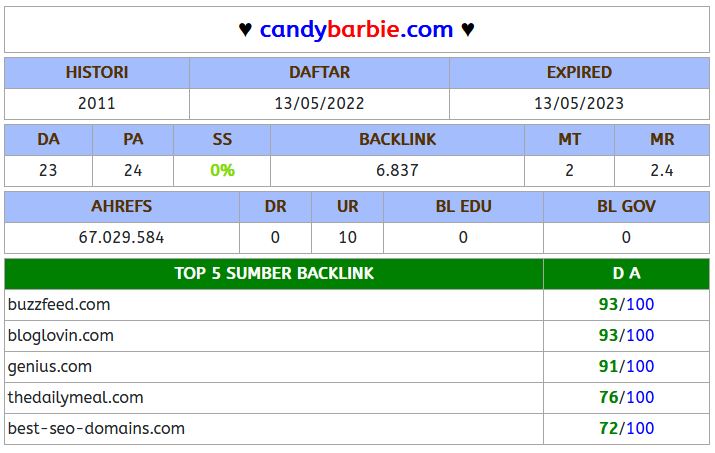 ♥ candybarbie.com ♥
HISTORI DAFTAR EXPIRED
2011 13/05/2022 13/05/2023
DA PA SS BACKLINK MT MR
23 24 0% 6.837 2 2.4
AHREFS DR UR BL EDU BL GOV
67.029.584 0 10 0 0
TOP 5 SUMBER BACKLINK D A
buzzfeed.com 93/100
bloglovin.com 93/100
genius.com 91/100
thedailymeal.com 76/100
best-seo-domains.com 72/100